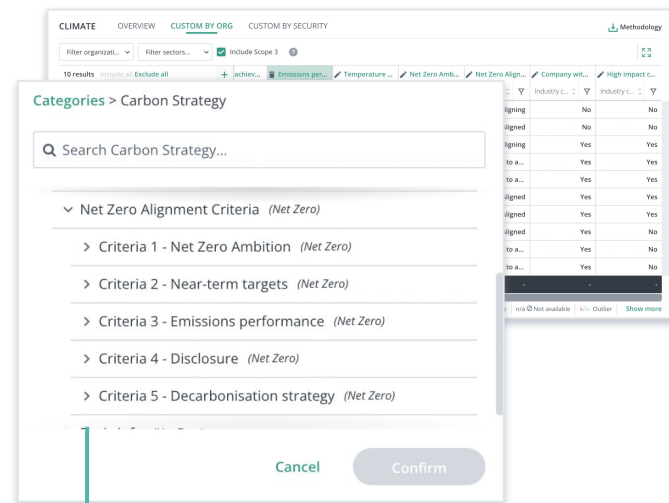 CLIMATE OVERVIEW CUSTOM BY ORG CUSTOM BY SECURITY Methodology
Filter organizati... Filter sectors... Include Scope 3 ?
10 results Include all Exclude all + achiev... Emissions per... Temperature ... Net Zero Amb... Net Zero Align... Company wit... High impact c...
Industry c... Industry c...
ligning No No
ligned No No
ligning Yes Yes
to a... Yes Yes
to a... Yes Yes
ligned Yes Yes
ligned Yes Yes
ligned Yes No
to a... Yes No
to a... Yes No
- - -
n/a Not available Outlier Show more
Categories > Carbon Strategy
Search Carbon Strategy...
Net Zero Alignment Criteria (Net Zero)
Criteria 1 - Net Zero Ambition (Net Zero)
Criteria 2 - Near-term targets (Net Zero)
Criteria 3 - Emissions performance (Net Zero)
Criteria 4 - Disclosure (Net Zero)
Criteria 5 - Decarbonisation strategy (Net Zero)
Cancel Confirm